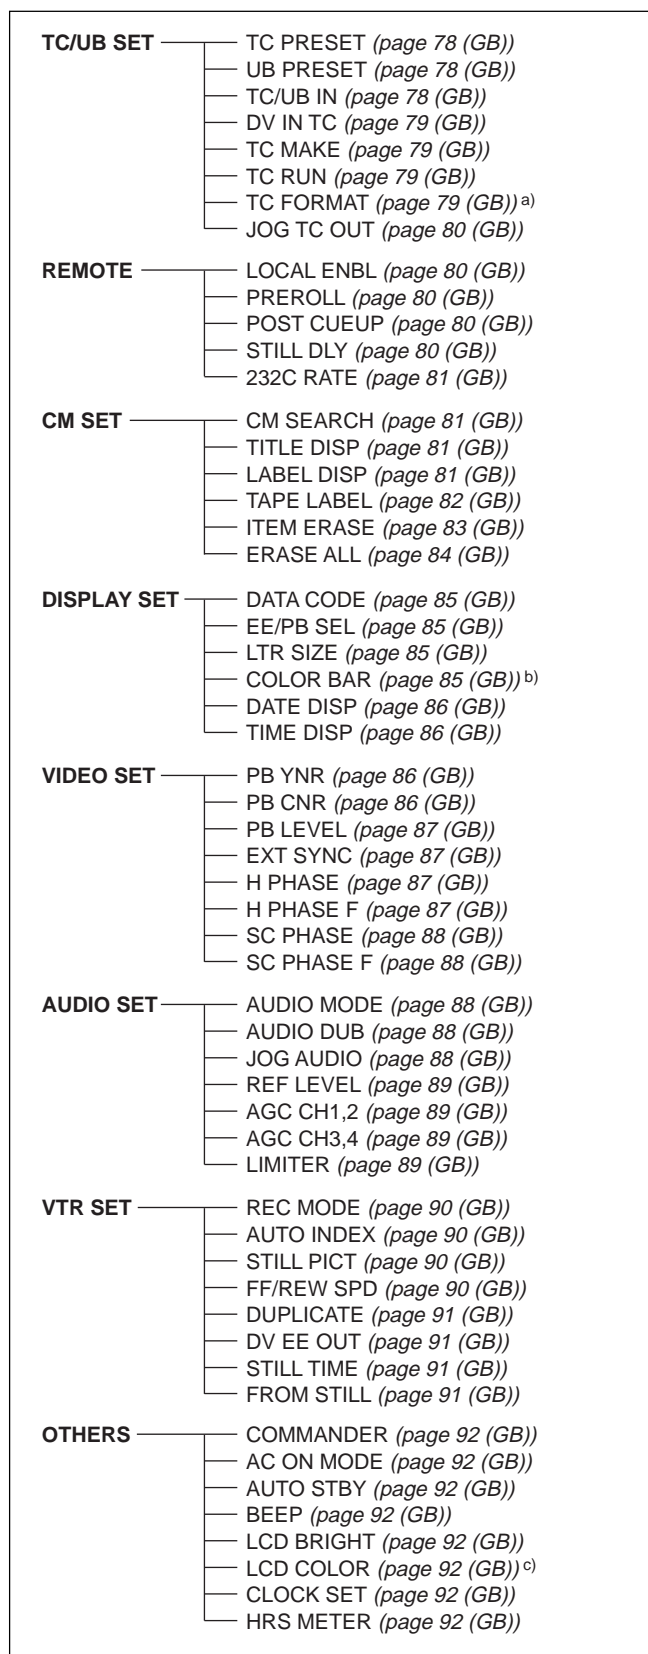 TC/UB SET TC PRESET (page 78 (GB))
UB PRESET (page 78 (GB))
TC/UB IN (page 78 (GB))
DV IN TC (page 79 (GB))
TC MAKE (page 79 (GB))
TC RUN (page 79 (GB))
TC FORMAT (page 79 (GB)) a)
JOG TC OUT (page 80 (GB))
REMOTE LOCAL ENBL (page 80 (GB))
PREROLL (page 80 (GB))
POST CUEUP (page 80 (GB))
STILL DLY (page 80 (GB))
232C RATE (page 81 (GB))
CM SET CM SEARCH (page 81 (GB))
TITLE DISP (page 81 (GB))
LABEL DISP (page 81 (GB))
TAPE LABEL (page 82 (GB))
ITEM ERASE (page 83 (GB))
ERASE ALL (page 84 (GB))
DISPLAY SET DATA CODE (page 85 (GB))
EE/PB SEL (page 85 (GB))
LTR SIZE (page 85 (GB))
COLOR BAR (page 85 (GB)) b)
DATE DISP (page 86 (GB))
TIME DISP (page 86 (GB))
VIDEO SET PB YNR (page 86 (GB))
PB CNR (page 86 (GB))
PB LEVEL (page 87 (GB))
EXT SYNC (page 87 (GB))
H PHASE (page 87 (GB))
H PHASE F (page 87 (GB))
SC PHASE (page 88 (GB))
SC PHASE F (page 88 (GB))
AUDIO SET AUDIO MODE (page 88 (GB))
AUDIO DUB (page 88 (GB))
JOG AUDIO (page 88 (GB))
REF LEVEL (page 89 (GB))
AGC CH1,2 (page 89 (GB))
AGC CH3,4 (page 89 (GB))
LIMITER (page 89 (GB))
VTR SET REC MODE (page 90 (GB))
AUTO INDEX (page 90 (GB))
STILL PICT (page 90 (GB))
FF/REW SPD (page 90 (GB))
DUPLICATE (page 91 (GB))
DV EE OUT (page 91 (GB))
STILL TIME (page 91 (GB))
FROM STILL (page 91 (GB))
OTHERS COMMANDER (page 92 (GB))
AC ON MODE (page 92 (GB))
AUTO STBY (page 92 (GB))
BEEP (page 92 (GB))
LCD BRIGHT (page 92 (GB))
LCD COLOR (page 92 (GB)) c)
CLOCK SET (page 92 (GB))
HRS METER (page 92 (GB))